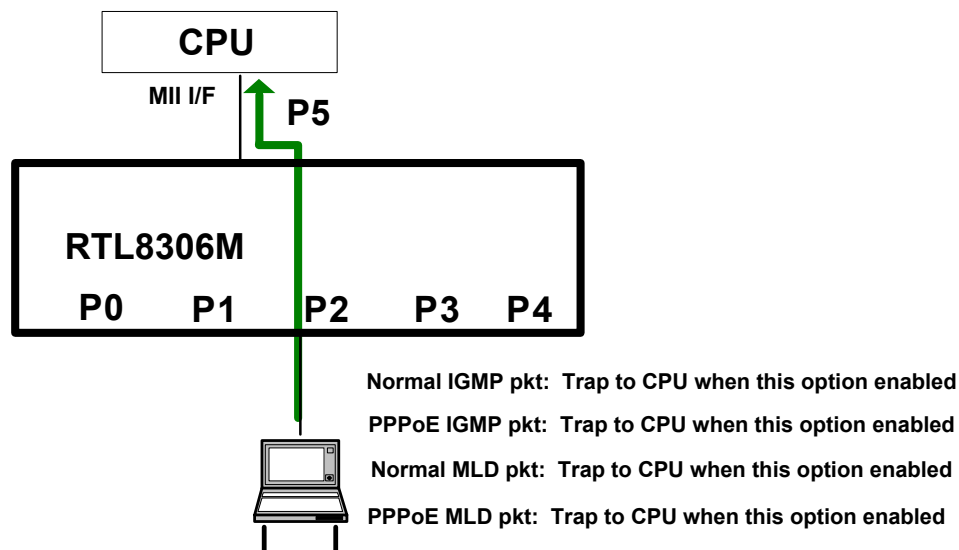 CPU
MII I/F
P5
RTL8306M
P0 P1 P2 P3 P4
Normal IGMP pkt: Trap to CPU when this option enabled
PPPoE IGMP pkt: Trap to CPU when this option enabled
Normal MLD pkt: Trap to CPU when this option enabled
PPPoE MLD pkt: Trap to CPU when this option enabled